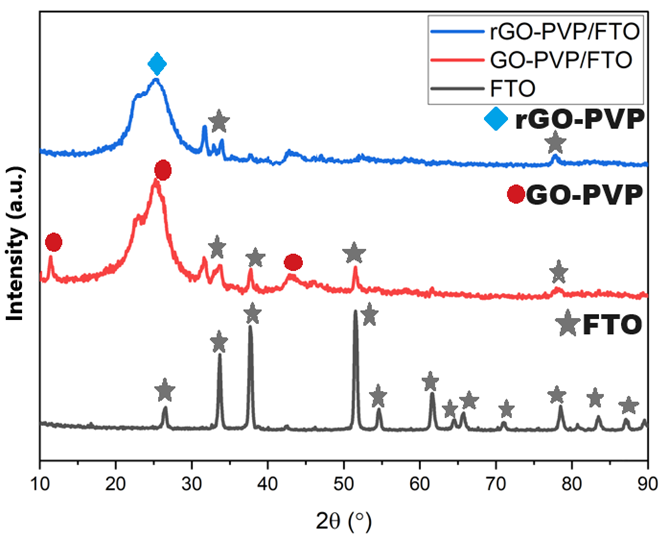 rGO-PVP/FTO
GO-PVP/FTO
FTO
rGO-PVP
GO-PVP
FTO
Intensity (a.u.)
10 20 30 40 50 60 70 80 90
2θ (°)